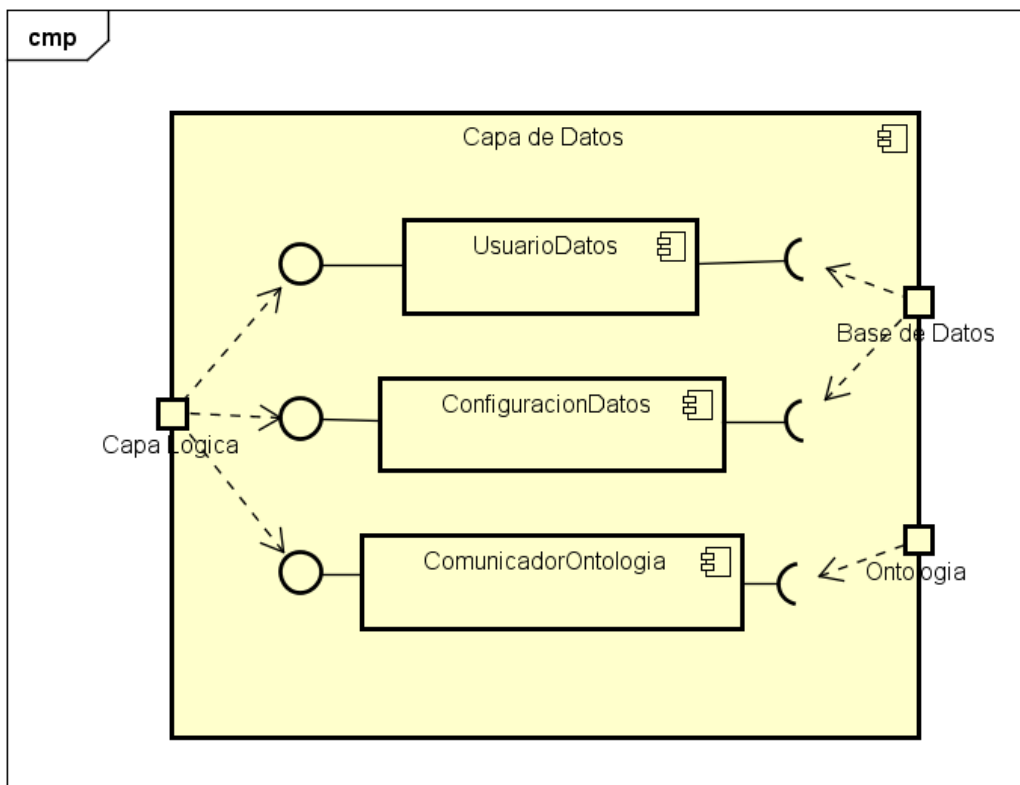 cmp
Capa de Datos
UsuarioDatos
Base de Datos
ConfiguracionDatos
Capa Logica
ComunicadorOntologia
Ontologia